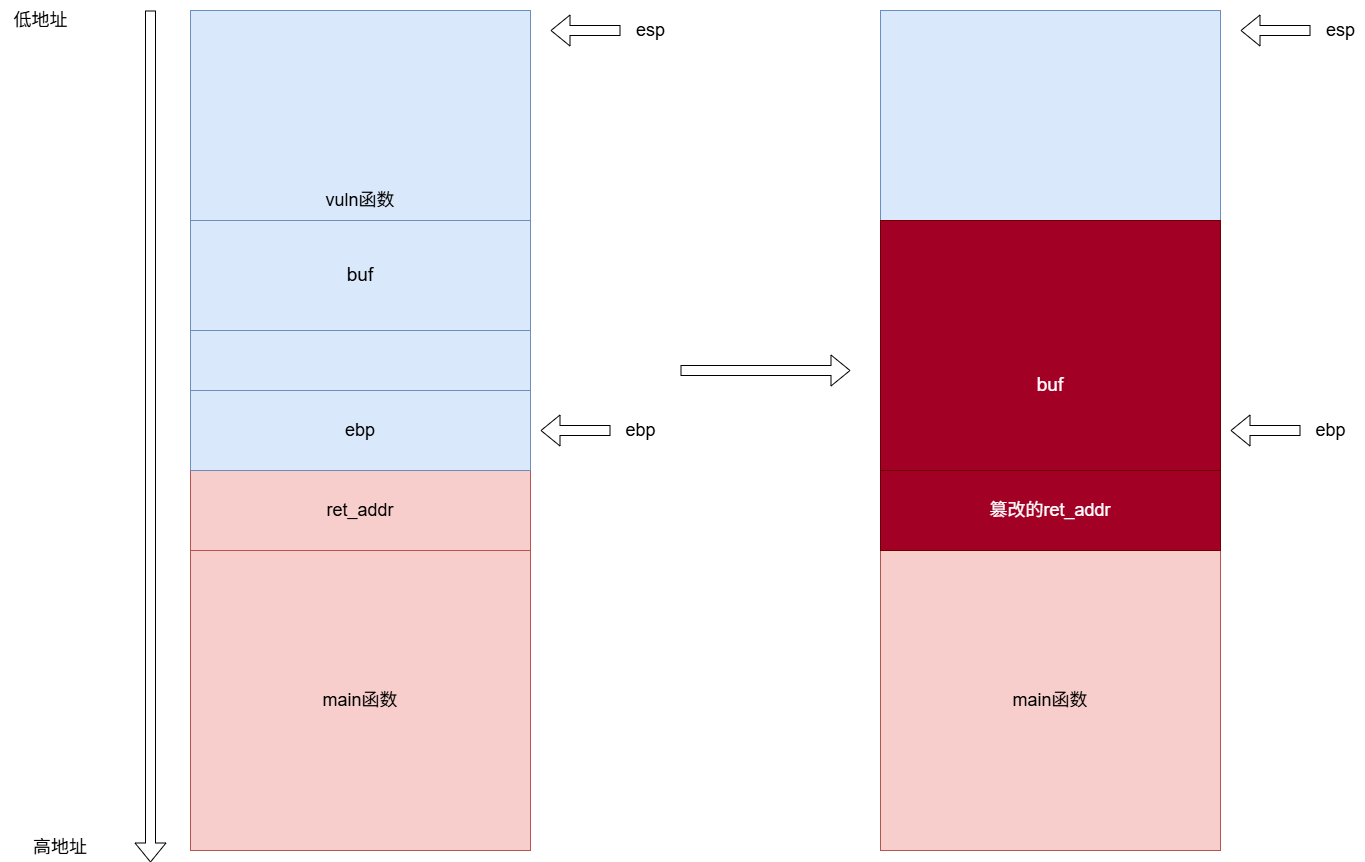 低地址
esp
esp
vuln函数
buf
buf
ebp
ebp
ebp
ret_addr
篡改的ret_addr
main函数
main函数
高地址